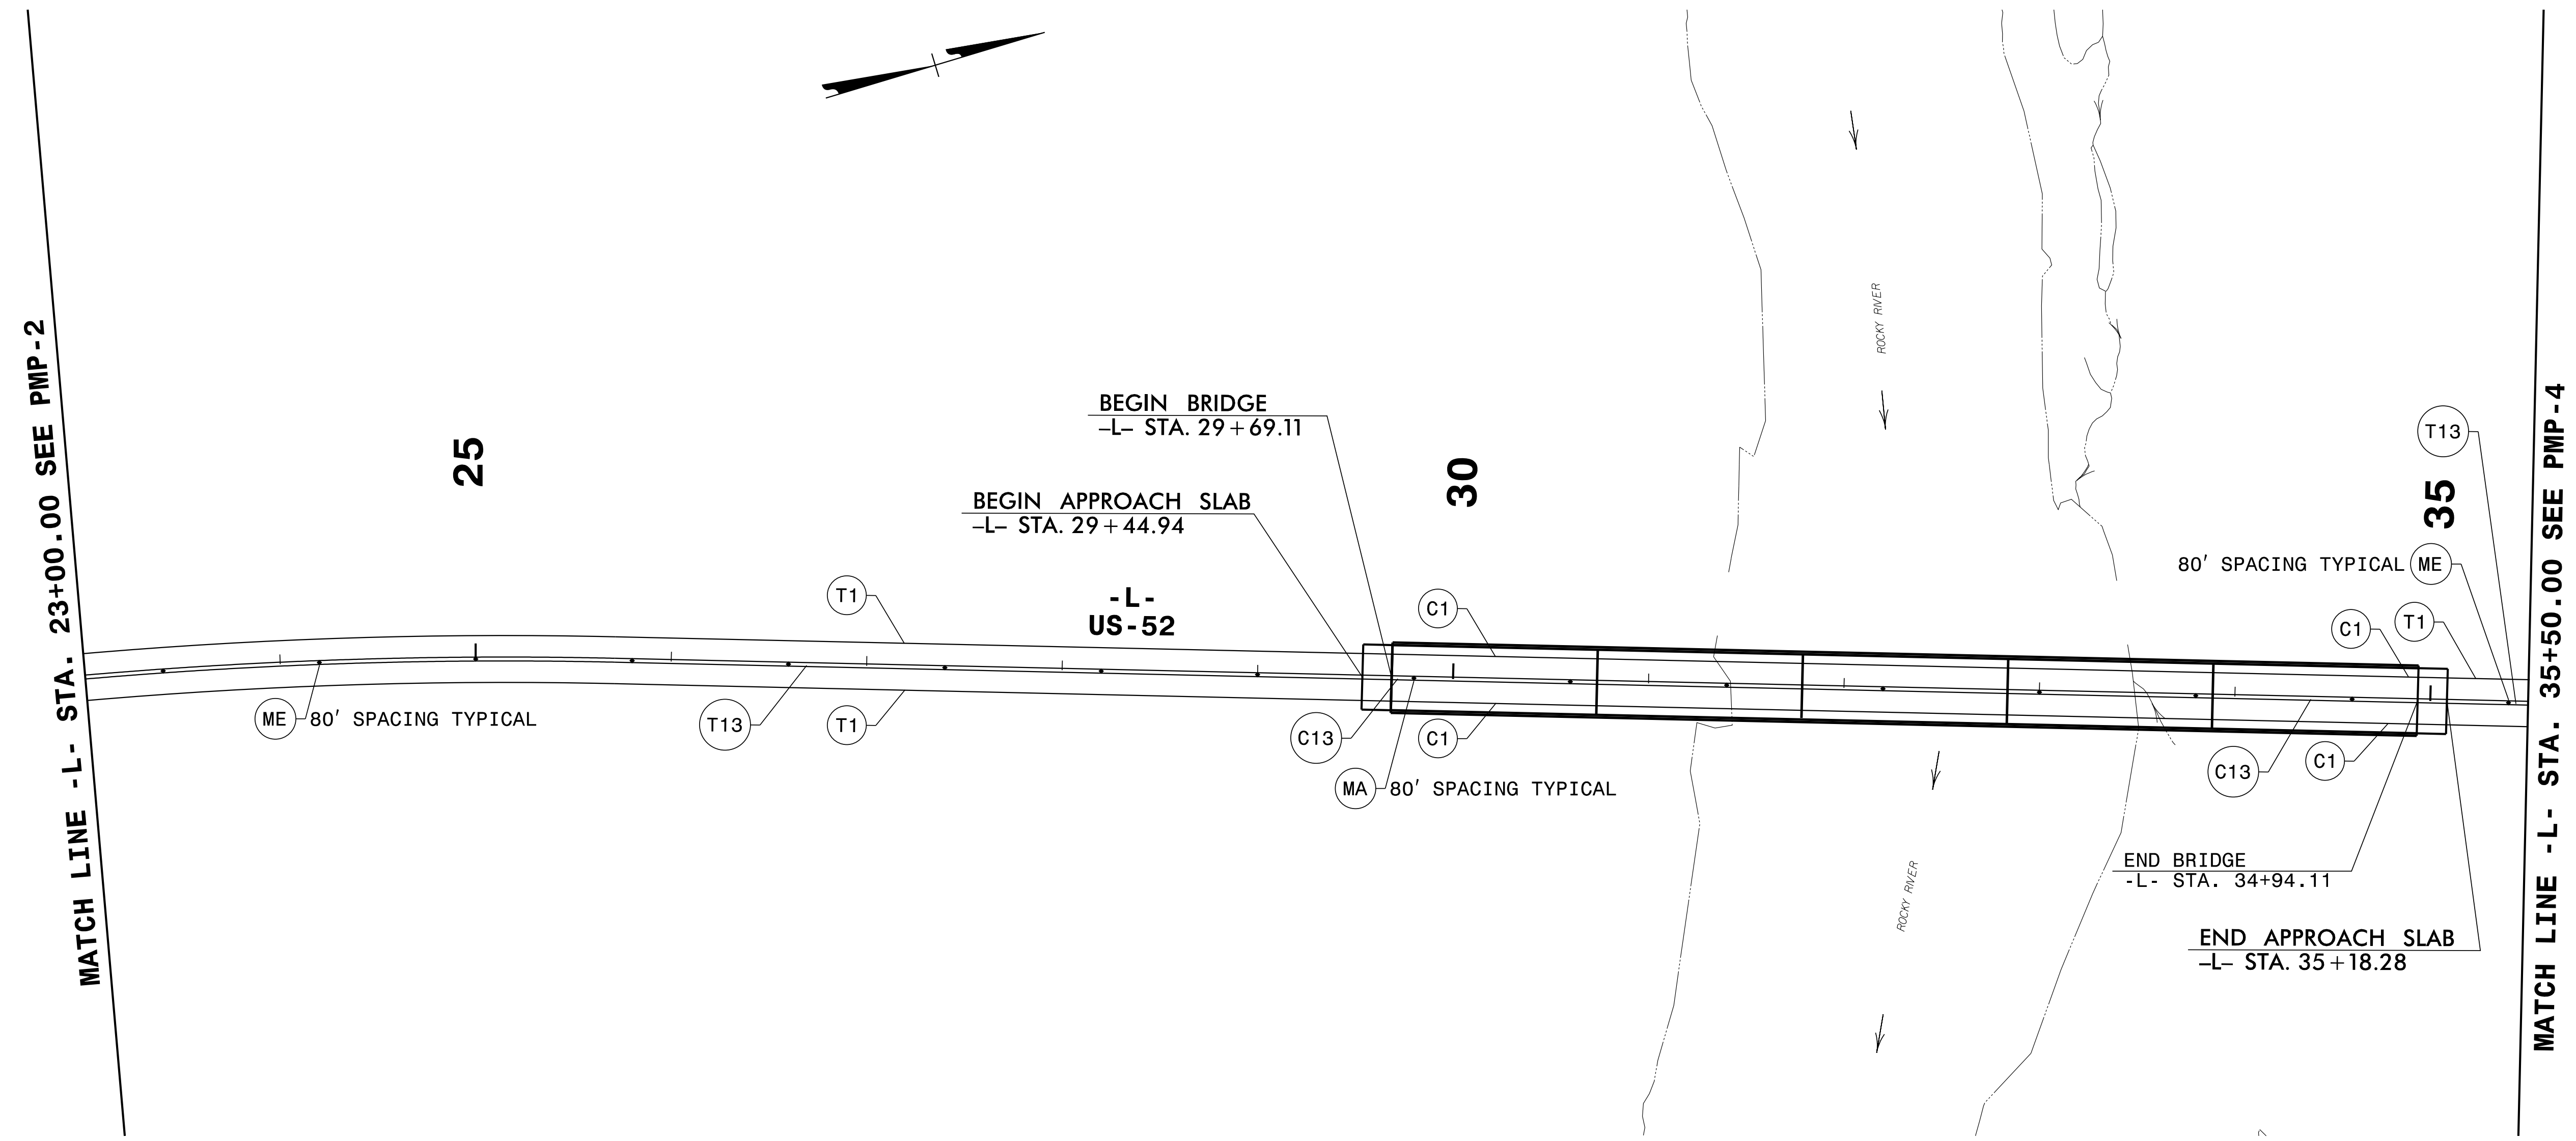 MATCH LINE -L- STA. 23+00.00 SEE PMP-2
25
BEGIN BRIDGE
-L- STA. 29+69.11
BEGIN APPROACH SLAB
-L- STA. 29+44.94
30
ROCKY RIVER
T13
35
80' SPACING TYPICAL
ME
T1
-L-
US-52
C1
C1
T1
ME
80' SPACING TYPICAL
T13
T1
C13
C1
MA
80' SPACING TYPICAL
C13
C1
END BRIDGE
-L- STA. 34+94.11
ROCKY RIVER
END APPROACH SLAB
-L- STA. 35+18.28
MATCH LINE -L- STA. 35+50.00 SEE PMP-4